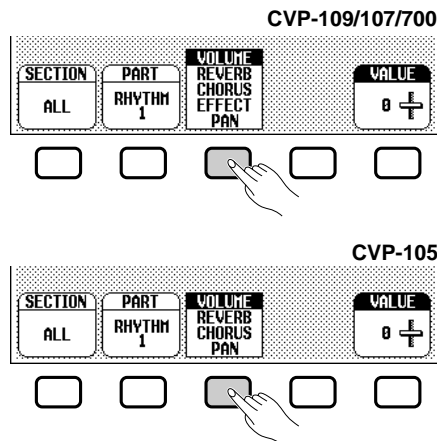 CVP-109/107/700
VOLUME
SECTION PART REVERB VALUE
CHORUS
ALL RHYTHM 1 EFFECT 0
PAN
CVP-105
SECTION PART VOLUME VALUE
REVERB
ALL RHYTHM 1 CHORUS 0
PAN